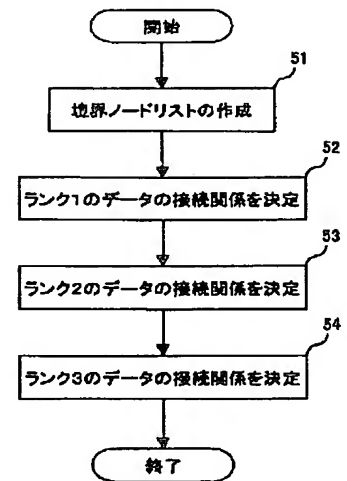 開始
51
境界ノードリストの作成
52
ランク1のデータの接続関係を決定
53
ランク2のデータの接続関係を決定
54
ランク3のデータの接続関係を決定
終了